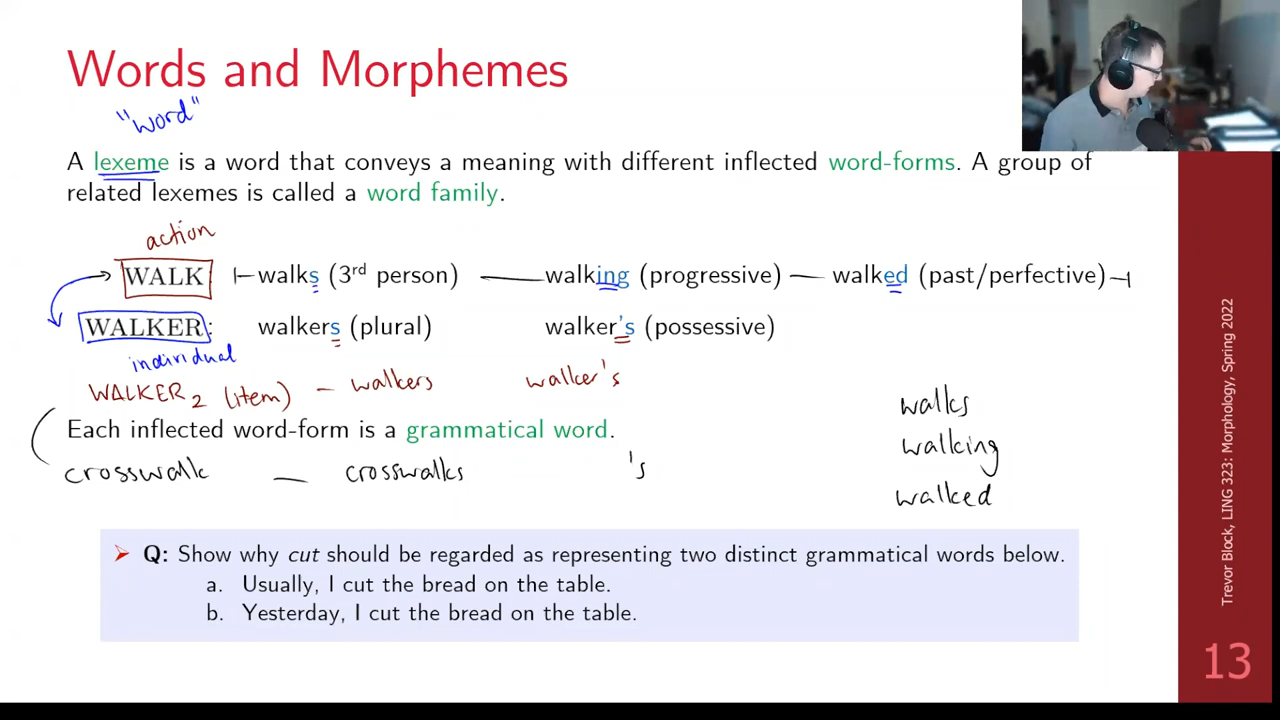 Words and Morphemes
"word"
A lexeme is a word that conveys a meaning with different inflected word-forms. A group of
related lexemes is called a word family.
action
WALK walks (3rd person) walking (progressive) walked (past/perfective)
WALKER: walkers (plural) walker's (possessive)
individual
WALKER 2 (item) – walkers walker's
walks
Each inflected word-form is a grammatical word.
walking
crosswalk – crosswalks 's
walked
➤ Q: Show why cut should be regarded as representing two distinct grammatical words below.
a. Usually, I cut the bread on the table.
b. Yesterday, I cut the bread on the table.
Trevor Block, LING 323: Morphology, Spring 2022
13